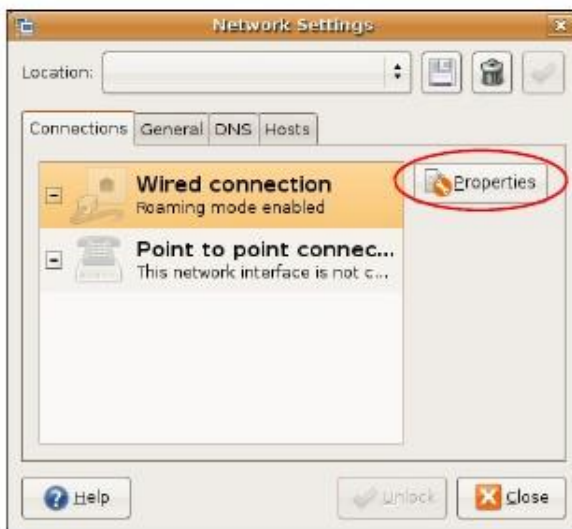 Network Settings
Location:
Connections General DNS Hosts
Wired connection
Roaming mode enabled
Properties
Point to point connec...
This network interface is not c...
Help
Unlock
Close